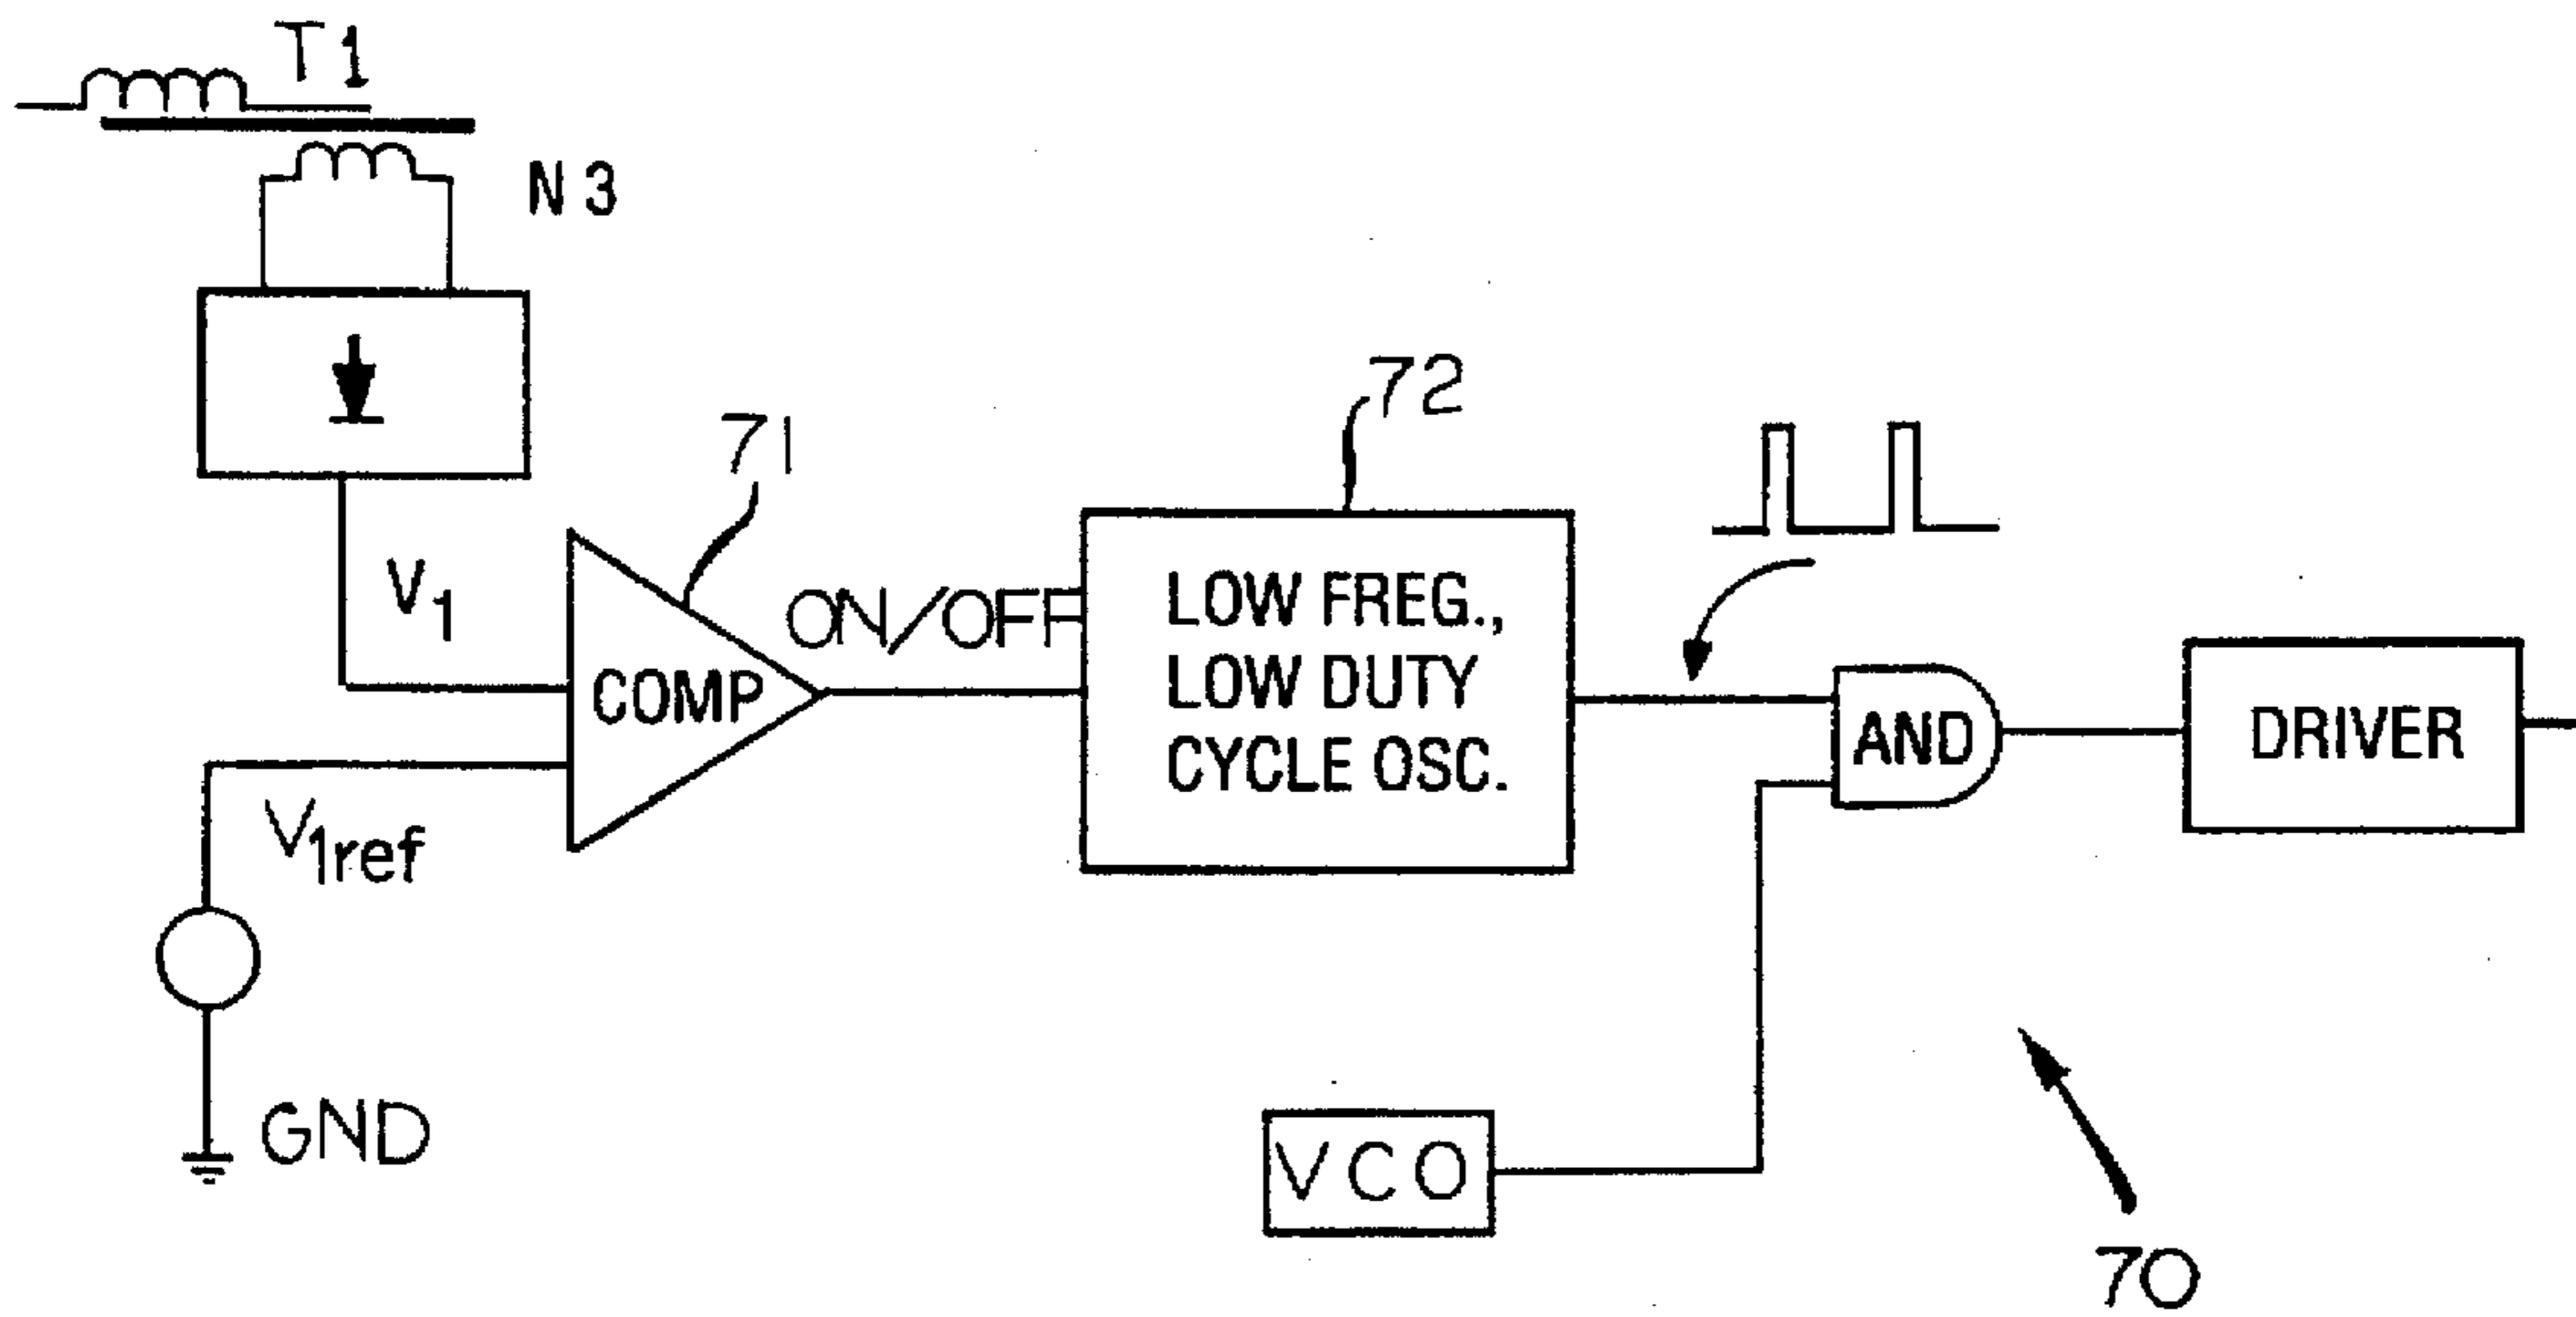 T1
N3
72
71
V1
ON/OFF
LOW FREG.,
LOW DUTY
CYCLE OSC.
COMP
AND
DRIVER
V1ref
GND
VCO
70